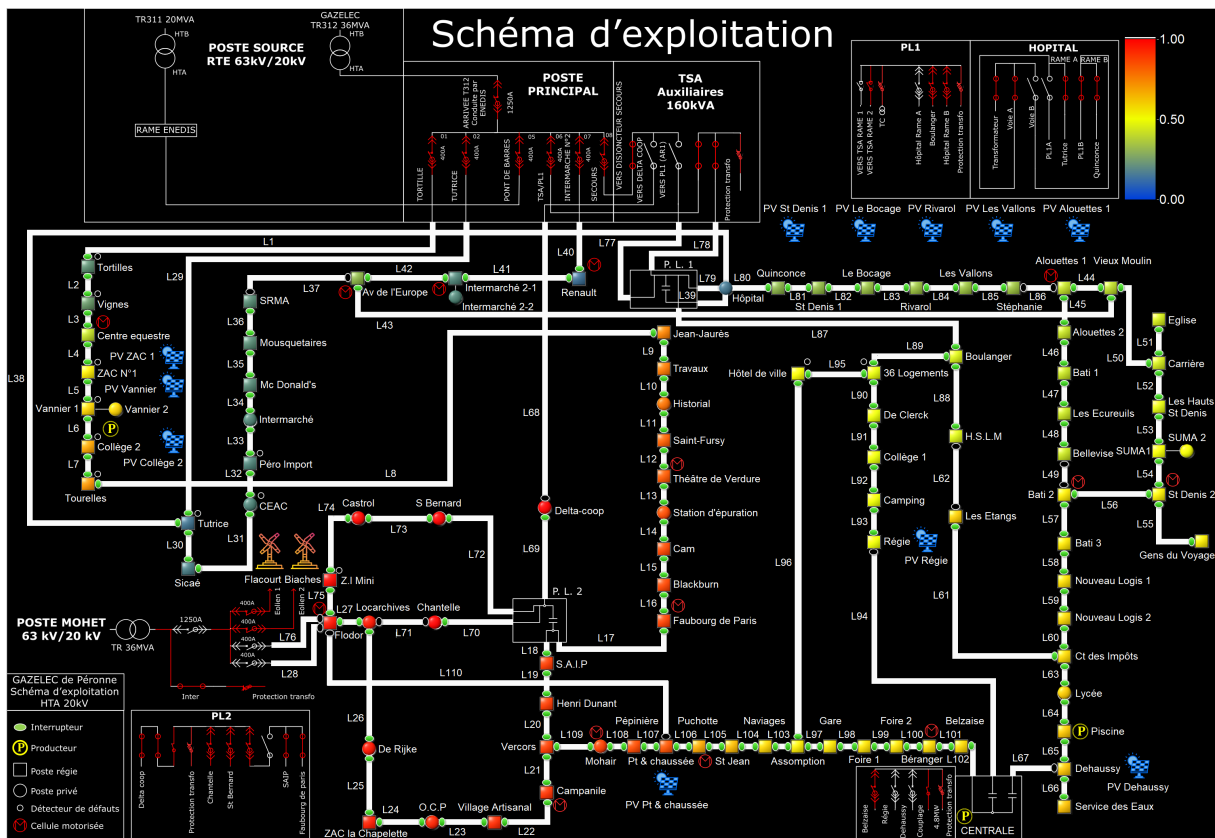 Schéma d'exploitation
TR311 20MVA
HTB
HTA
GAZELEC
TR312 36MVA
HTB
HTA
POSTE SOURCE
RTE 63kV/20kV
RAME ENEDIS
POSTE
PRINCIPAL
ARRIVEE T312
Conduite par
ENEDIS
1250A
01
400A
TORTILLE
02
400A
TUTRICE
05
400A
PONT DE BARRES
06
400A
TSA/PL1
07
400A
INTERMARCHE N°2
08
SECOURS
TSA
Auxiliaires
160kVA
VERS DISJONCTEUR SECOURS
VERS DELTA COOP
VERS PL1 (AR1)
Protection transfo
PL1
VERS TSA RAME 1
VERS TSA RAME 2
TC
Hôpital Rame A
Boulanger
Hôpital Rame B
Protection transfo
HOPITAL
RAME A
RAME B
Transformateur
Voie A
Voie B
PL1A
Tutrice
PL1B
Quinconce
1.00
0.50
0.00
PV St Denis 1
PV Le Bocage
PV Rivarol
PV Les Vallons
PV Alouettes 1
L1
Tortilles
L2
Vignes
L3
Centre equestre
L4
PV ZAC 1
ZAC N°1
L5
PV Vannier
Vannier 1
Vannier 2
L6
P
Collège 2
PV Collège 2
L7
Tourelles
L8
L38
L29
Tutrice
L30
Sicaé
L31
CEAC
L32
Péro Import
L33
Intermarché
L34
Mc Donald's
L35
Mousquetaires
L36
SRMA
L37
L42
Av de l'Europe
L43
Intermarché 2-1
Intermarché 2-2
L41
L40
Renault
L77
L78
P. L. 1
L39
L79
L80
Hôpital
Quinconce
L81
St Denis 1
L82
Le Bocage
L83
Rivarol
L84
Les Vallons
L85
Stéphanie
L86
Alouettes 1
L44
Vieux Moulin
L45
Alouettes 2
L46
Bati 1
L47
Les Ecureuils
L48
Bellevise
L49
Bati 2
L56
L57
Bati 3
L58
Nouveau Logis 1
L59
Nouveau Logis 2
L60
Ct des Impôts
L63
Lycée
L64
P
Piscine
L65
Dehaussy
PV Dehaussy
L66
Service des Eaux
L67
Eglise
L51
L50
Carrière
L52
Les Hauts
St Denis
L53
SUMA1
SUMA 2
L54
St Denis 2
L55
Gens du Voyage
L87
L89
Boulanger
L88
H.S.L.M
L62
Les Etangs
L61
Hôtel de ville
L95
36 Logements
L90
De Clerck
L91
Collège 1
L92
Camping
L93
Régie
PV Régie
L94
L96
Jean-Jaurès
L9
Travaux
L10
Historial
L11
Saint-Fursy
L12
Théatre de Verdure
L13
Station d'épuration
L14
Cam
L15
Blackburn
L16
Faubourg de Paris
L17
L68
Delta-coop
L69
P. L. 2
L72
L74
Castrol
L73
S Bernard
Z.I Mini
L75
L27
Flodor
Locarchives
L71
Chantelle
L70
L110
L18
S.A.I.P
L19
Henri Dunant
L20
Vercors
L21
Campanile
L22
Village Artisanal
L23
O.C.P
L24
ZAC la Chapelette
L25
De Rijke
L26
L109
Mohair
L108
Pépinière
L107
Pt & chaussée
PV Pt & chaussée
L106
Puchotte
L105
St Jean
L104
Naviages
L103
Assomption
L97
Gare
L98
Foire 1
L99
Foire 2
L100
Béranger
L101
Belzaise
L102
P
CENTRALE
Belzaise
Régie
Dehaussy
Couplage
4.8MW
Protection transfo
Flacourt
Biaches
Eolien 1
Eolien 2
POSTE MOHET
63 kV/20 kV
TR 36MVA
1250A
400A
400A
400A
400A
L76
L28
Inter
Protection transfo
GAZELEC de Péronne
Schéma d'exploitation
HTA 20kV
Interrupteur
P Producteur
Poste régie
Poste privé
Détecteur de défauts
M Cellule motorisée
PL2
Delta coop
Protection transfo
Chantelle
St Bernard
SAIP
Faubourg de paris